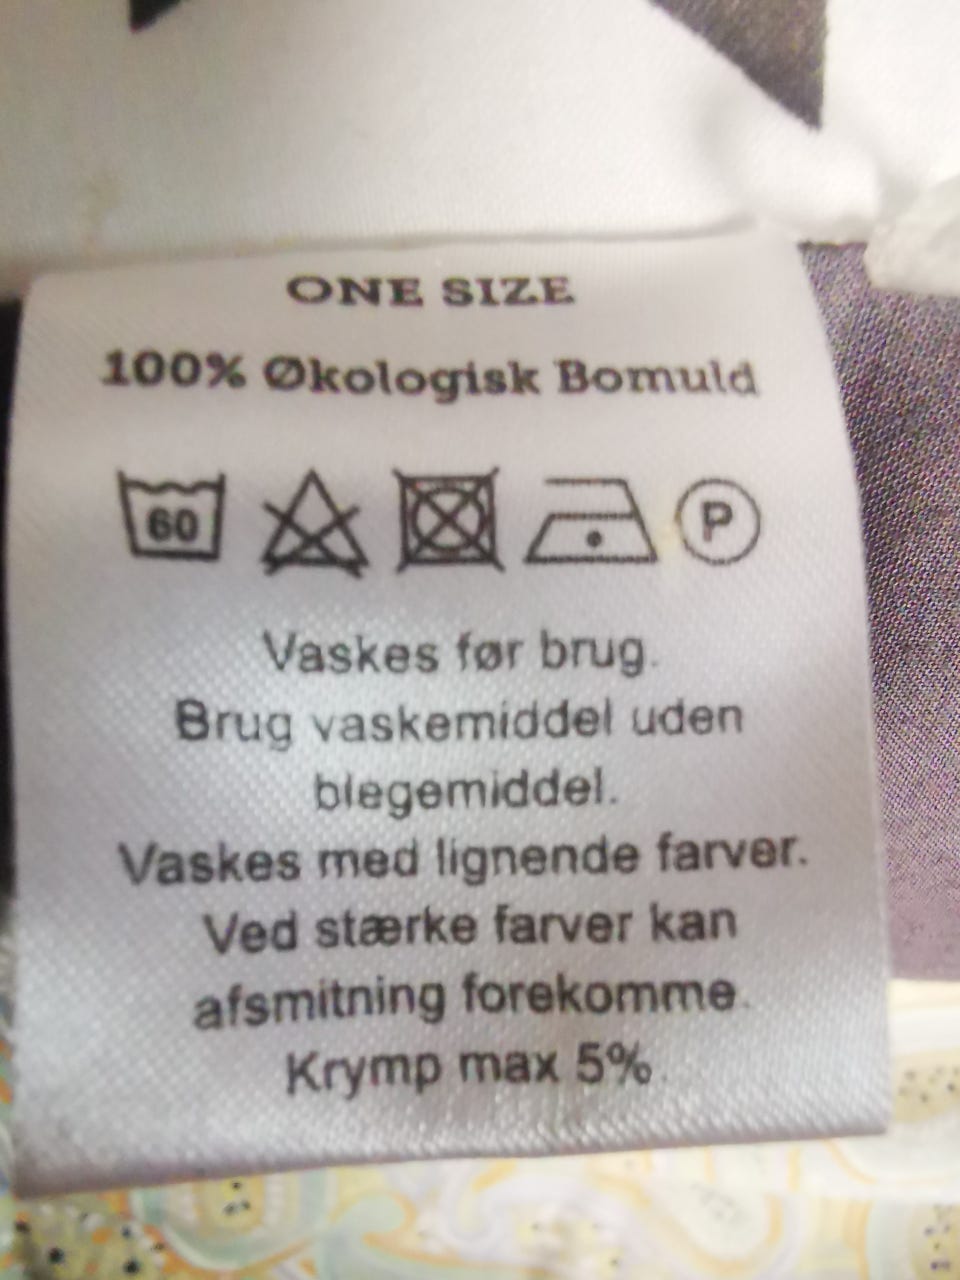 ONE SIZE
100% Økologisk Bomuld
60 P
Vaskes før brug.
Brug vaskemiddel uden
blegemiddel.
Vaskes med lignende farver.
Ved stærke farver kan
afsmitning forekomme.
Krymp max 5%.